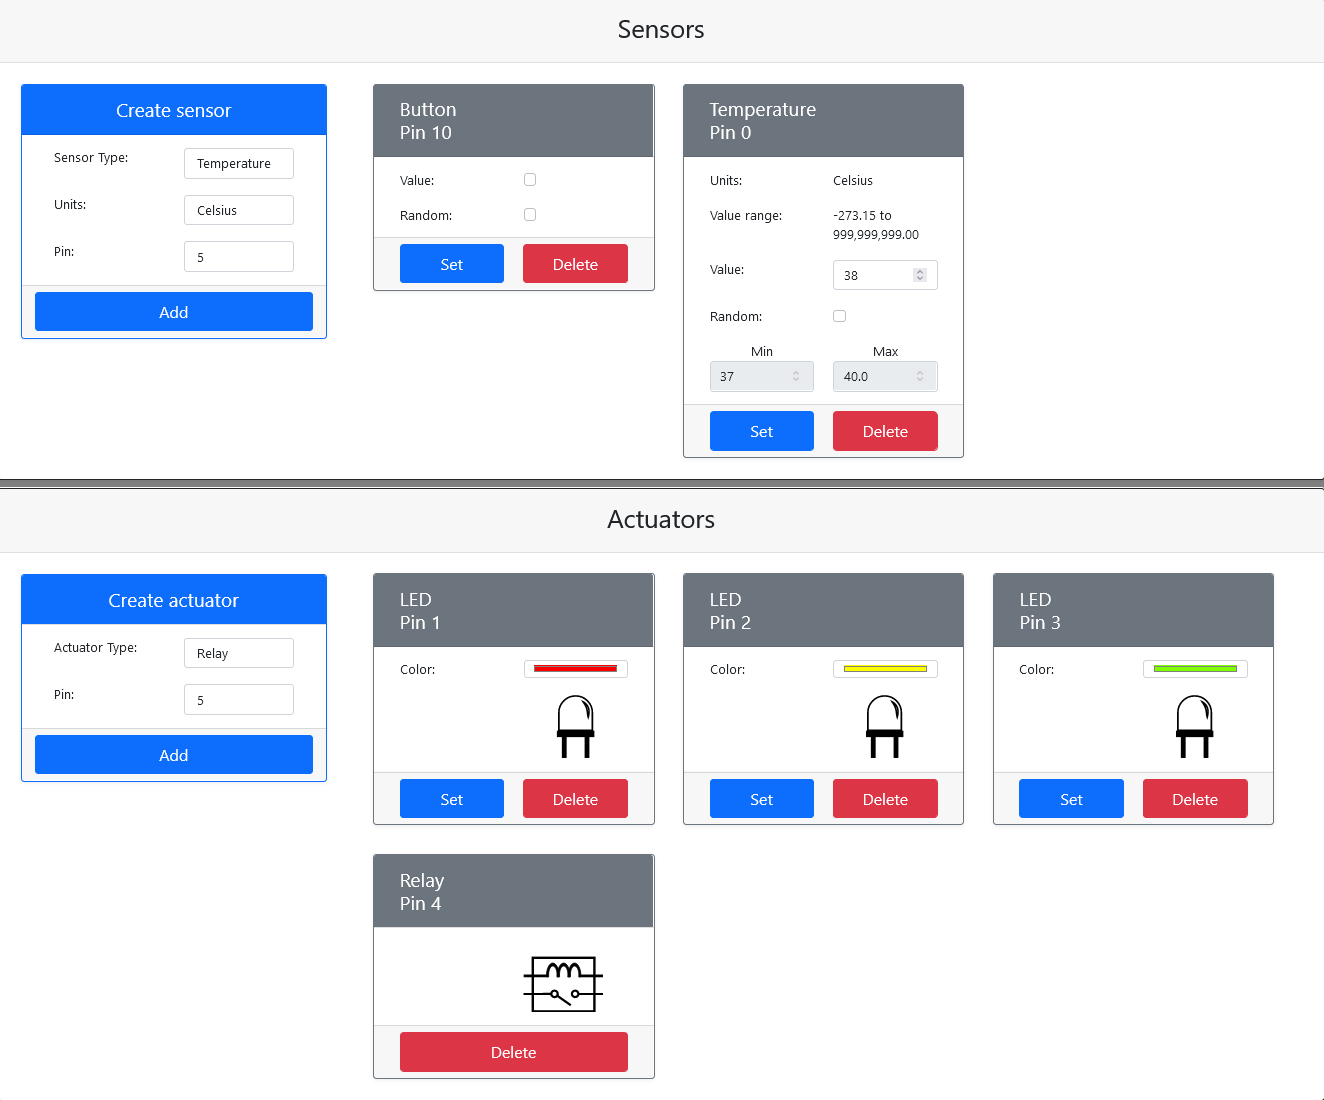 Sensors
Create sensor
Sensor Type: Temperature
Units: Celsius
Pin: 5
Add
Button
Pin 10
Value:
Random:
Set Delete
Temperature
Pin 0
Units: Celsius
Value range: -273.15 to
999,999,999.00
Value: 38
Random:
Min Max
37 40.0
Set Delete
Actuators
Create actuator
Actuator Type: Relay
Pin: 5
Add
LED
Pin 1
Color:
Set Delete
LED
Pin 2
Color:
Set Delete
LED
Pin 3
Color:
Set Delete
Relay
Pin 4
Delete